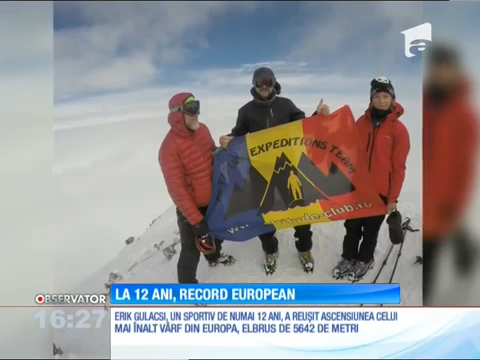 EXPEDITIONS TEAM
OBSERVATOR
16:27
LA 12 ANI, RECORD EUROPEAN
ERIK GULACSI, UN SPORTIV DE NUMAI 12 ANI, A REUȘIT ASCENSIUNEA CELUI
MAI ÎNALT VÂRF DIN EUROPA, ELBRUS DE 5642 DE METRI